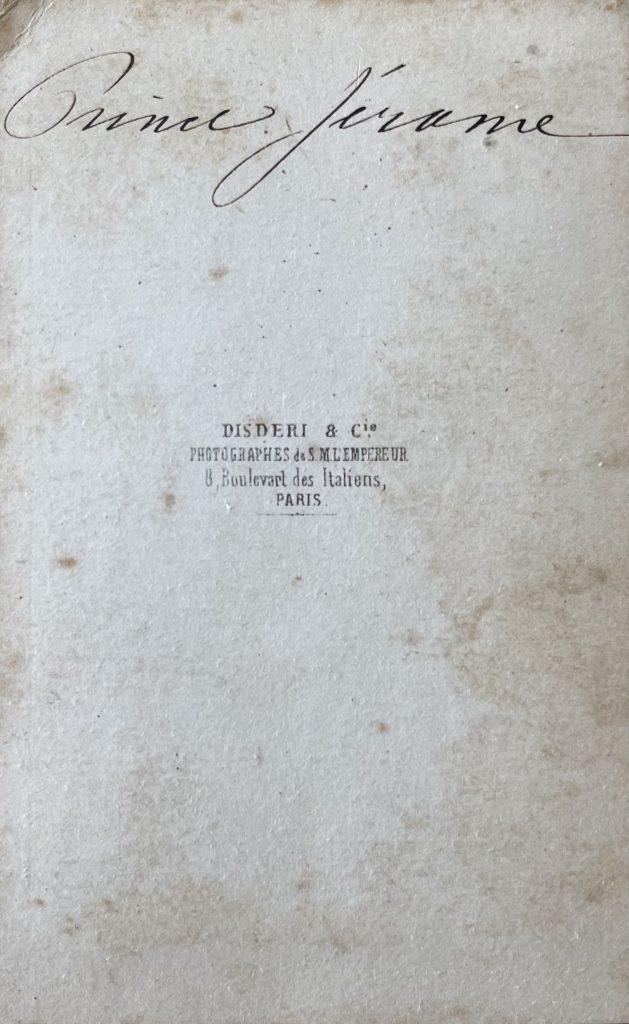 Prince Jérome
DISDERI & Cie
PHOTOGRAPHES de S. M. L'EMPEREUR
8, Boulevart des Italiens,
PARIS.